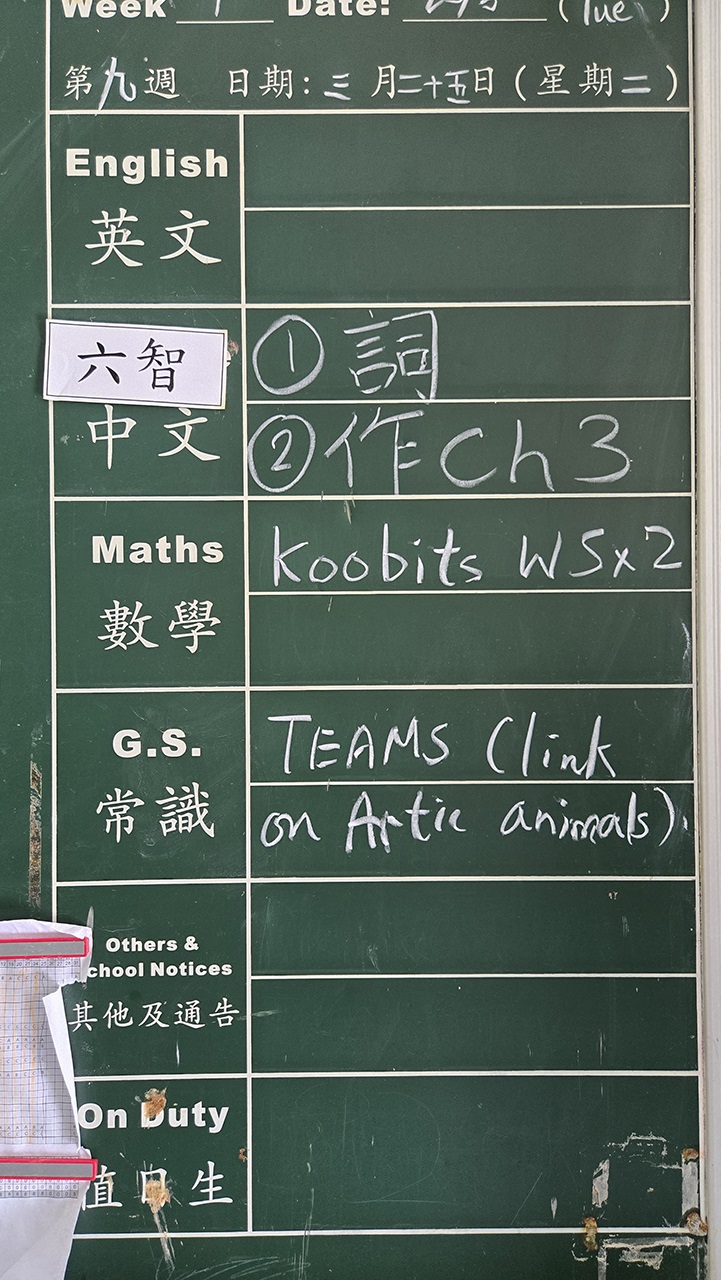 Week Date: (Tue)
第九週 日期:三月二十五日(星期二)
English
英文
六智
中文
①詞
②作Ch 3
Maths
數學
Koobits WSx2
G.S.
常識
TEAMS (link
on Artic animals).
Others &
chool Notices
其他及通告
On Duty
值日生